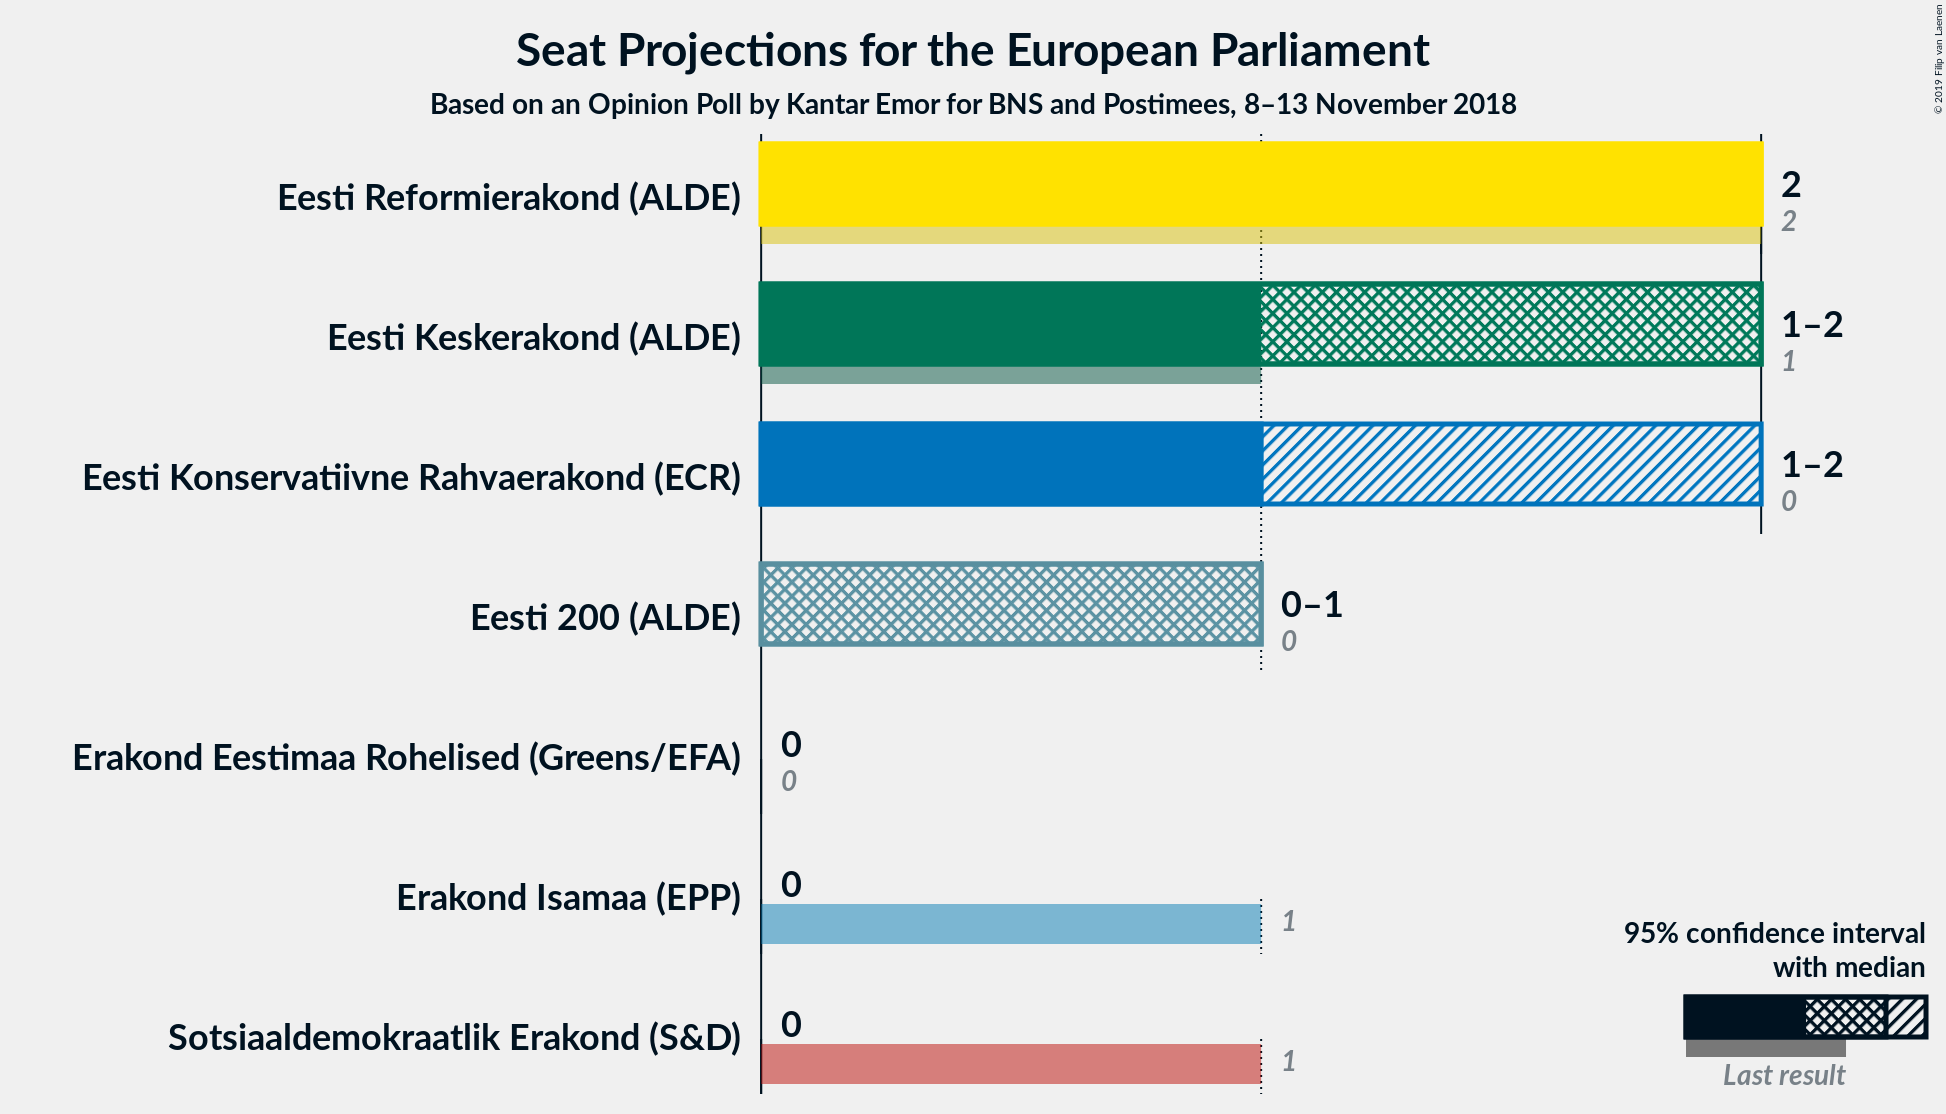 Seat Projections for the European Parliament
Based on an Opinion Poll by Kantar Emor for BNS and Postimees, 8–13 November 2018
© 2019 Filip van Laenen
Eesti Reformierakond (ALDE)
2
2
Eesti Keskerakond (ALDE)
1–2
1
Eesti Konservatiivne Rahvaerakond (ECR)
1–2
0
Eesti 200 (ALDE)
0–1
0
Erakond Eestimaa Rohelised (Greens/EFA)
0
0
Erakond Isamaa (EPP)
0
1
Sotsiaaldemokraatlik Erakond (S&D)
0
1
95% confidence interval
with median
Last result